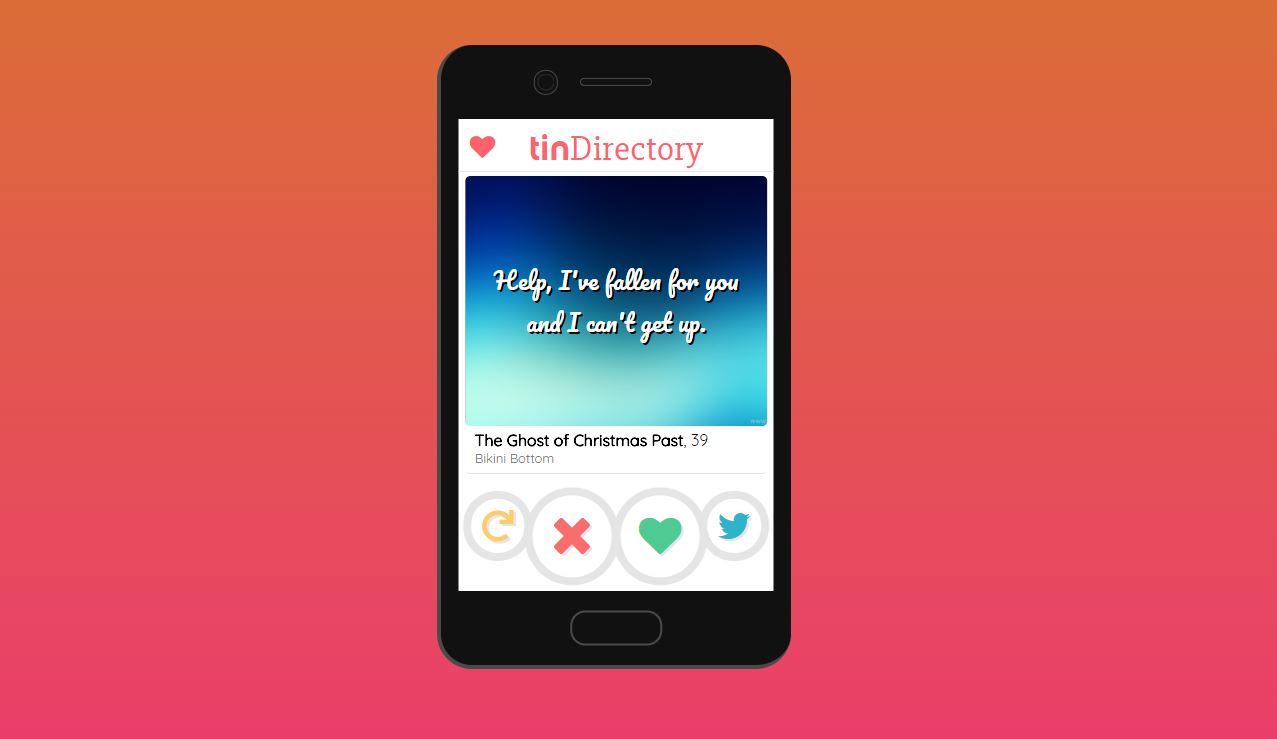 tinDirectory
Help, I've fallen for you
and I can't get up.
The Ghost of Christmas Past, 39
Bikini Bottom